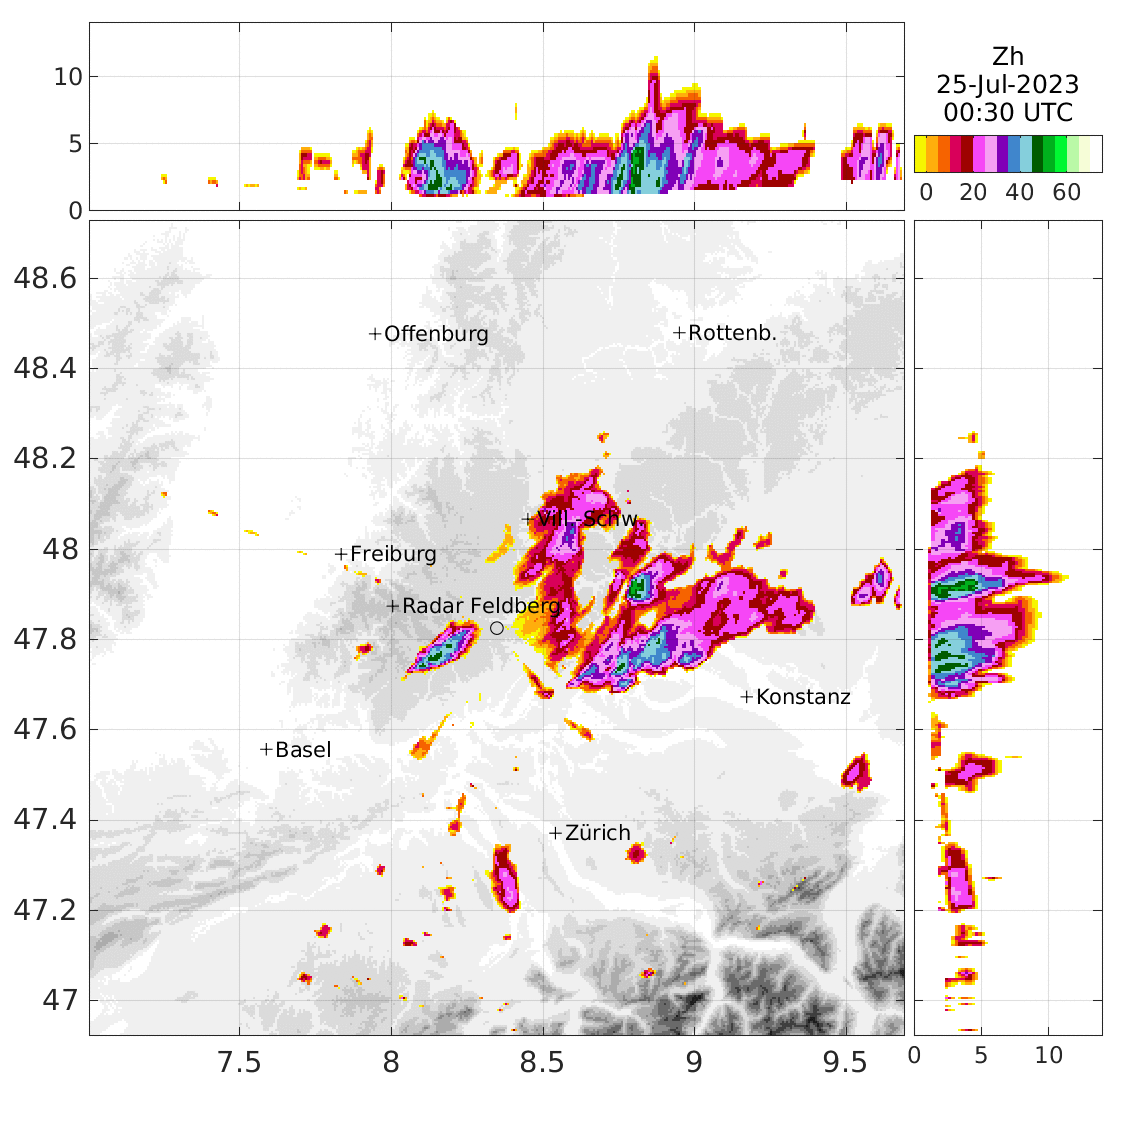 10
5
0
Zh
25-Jul-2023
00:30 UTC
0 20 40 60
48.6
48.4
48.2
48
47.8
47.6
47.4
47.2
47
+Offenburg
+Rottenb.
+Vill.-Schw.
+Freiburg
+Radar Feldberg
+Konstanz
+Basel
+Zürich
7.5 8 8.5 9 9.5
0 5 10